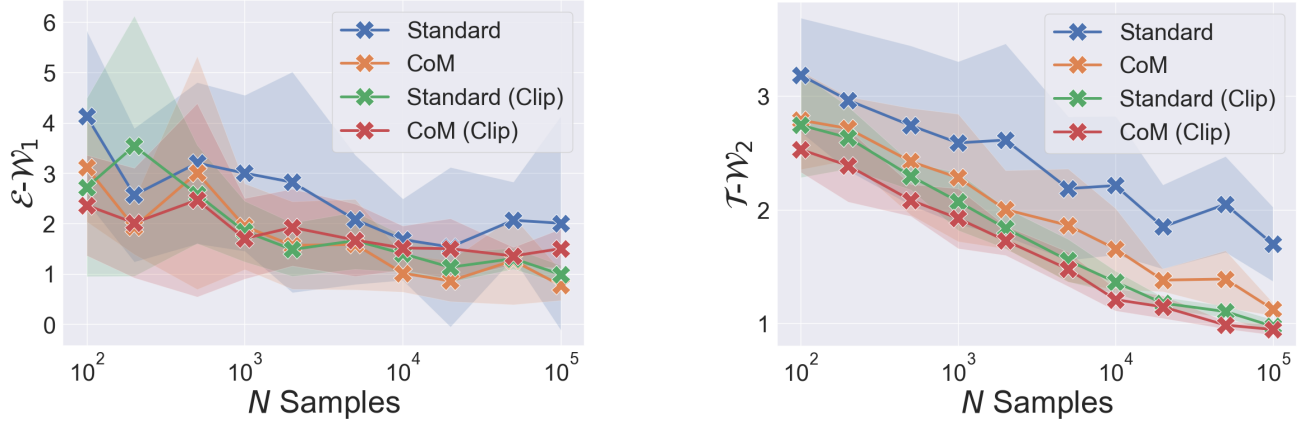 6
5
4
3
2
1
0
ℰ-𝒲₁
10²
10³
10⁴
10⁵
N Samples
Standard
CoM
Standard (Clip)
CoM (Clip)
3
2
1
𝒯-𝒲₂
10²
10³
10⁴
10⁵
N Samples
Standard
CoM
Standard (Clip)
CoM (Clip)